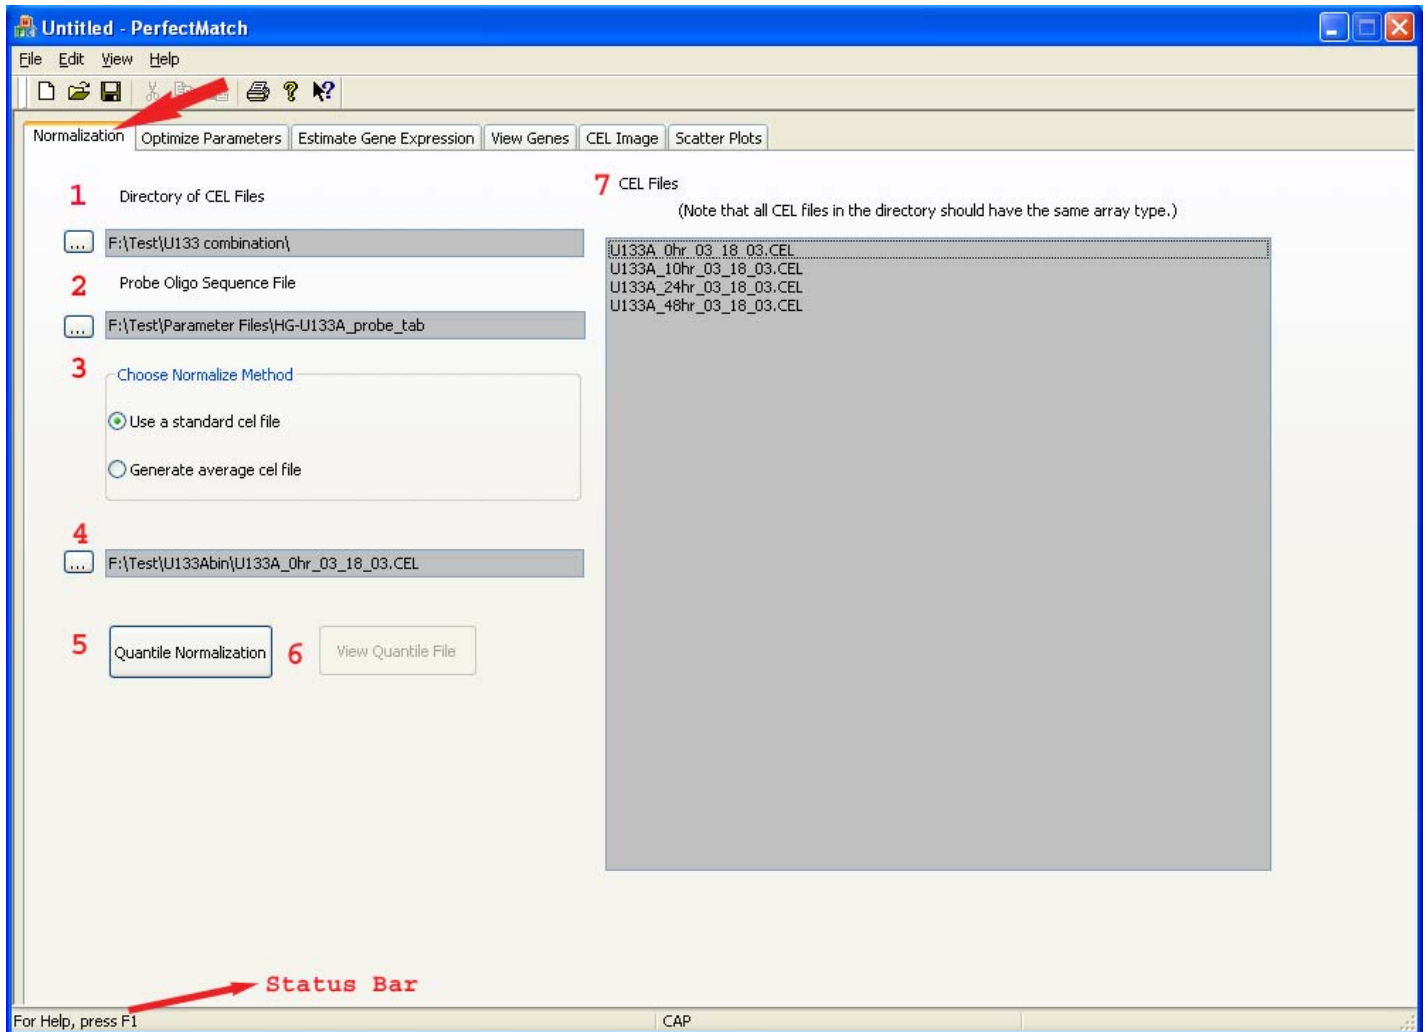 Untitled - PerfectMatch
File Edit View Help
Normalization Optimize Parameters Estimate Gene Expression View Genes CEL Image Scatter Plots
1 Directory of CEL Files
... F:\Test\U133 combination\
2 Probe Oligo Sequence File
... F:\Test\Parameter Files\HG-U133A_probe_tab
3 Choose Normalize Method
Use a standard cel file
Generate average cel file
4
... F:\Test\U133Abin\U133A_0hr_03_18_03.CEL
5 Quantile Normalization 6 View Quantile File
7 CEL Files
(Note that all CEL files in the directory should have the same array type.)
U133A_0hr_03_18_03.CEL
U133A_10hr_03_18_03.CEL
U133A_24hr_03_18_03.CEL
U133A_48hr_03_18_03.CEL
Status Bar
For Help, press F1 CAP